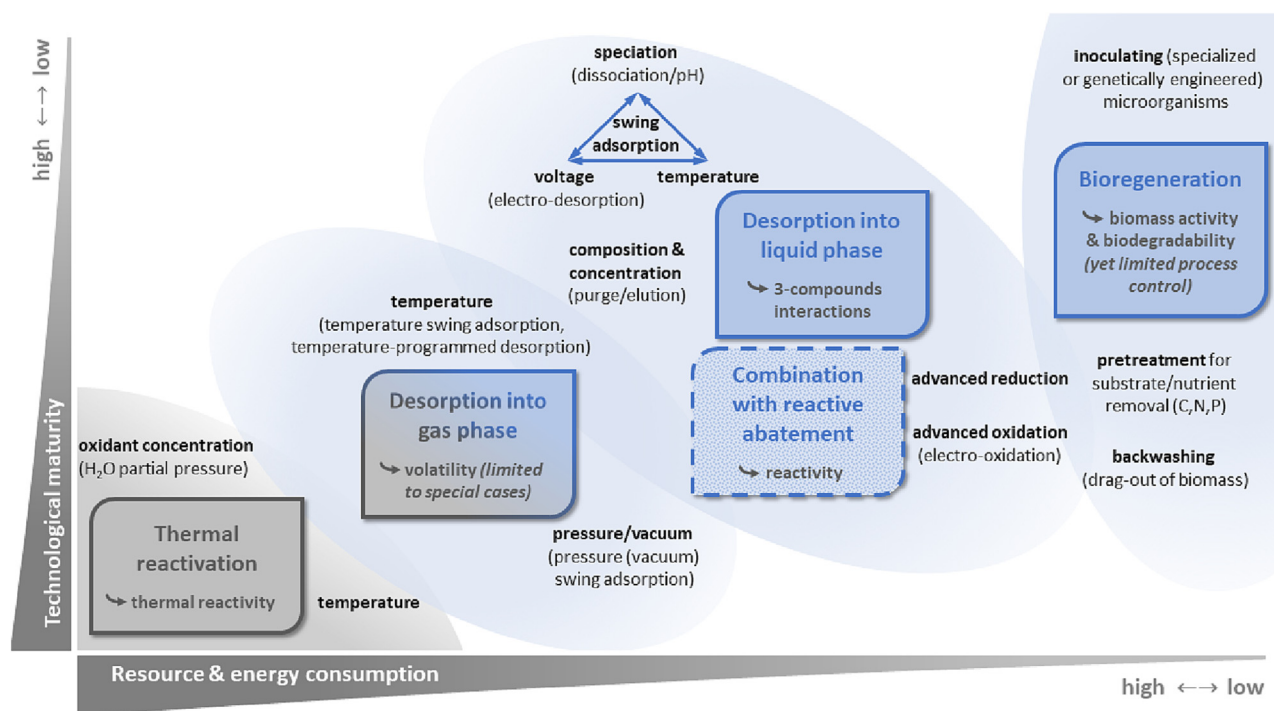 high ←→ low
Technological maturity
speciation
(dissociation/pH)
swing
adsorption
voltage
(electro-desorption)
temperature
inoculating (specialized
or genetically engineered)
microorganisms
Bioregeneration
↪ biomass activity
& biodegradability
(yet limited process
control)
Desorption into
liquid phase
↪ 3-compounds
interactions
composition &
concentration
(purge/elution)
temperature
(temperature swing adsorption,
temperature-programmed desorption)
Desorption into
gas phase
↪ volatility (limited
to special cases)
Combination
with reactive
abatement
↪ reactivity
advanced reduction
advanced oxidation
(electro-oxidation)
pretreatment for
substrate/nutrient
removal (C,N,P)
backwashing
(drag-out of biomass)
oxidant concentration
(H₂O partial pressure)
Thermal
reactivation
↪ thermal reactivity
temperature
pressure/vacuum
(pressure (vacuum)
swing adsorption)
Resource & energy consumption
high ←→ low